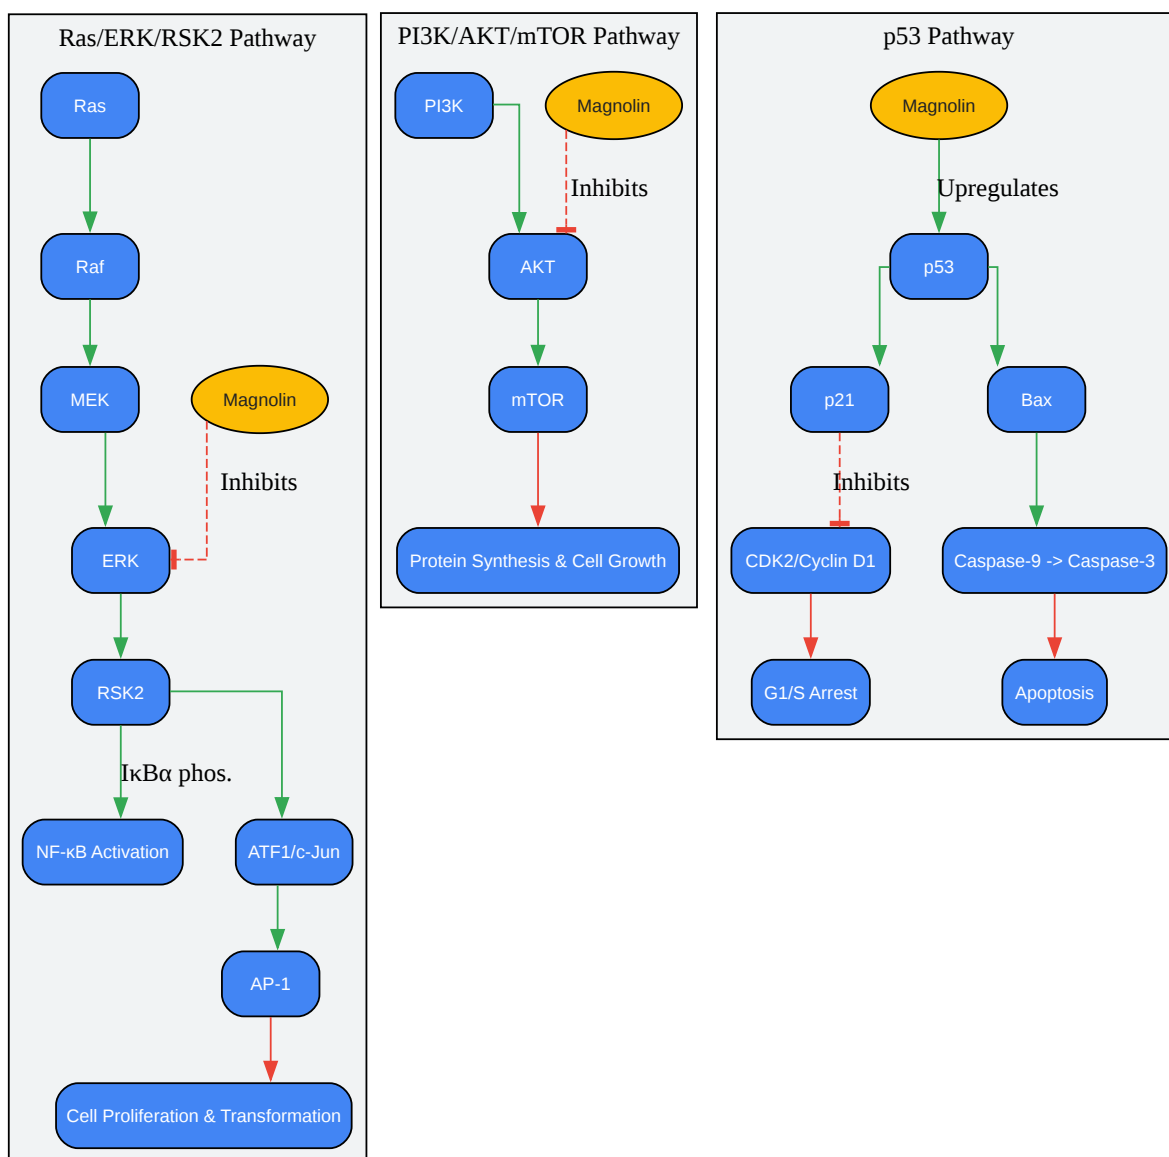 Ras/ERK/RSK2 Pathway
Ras
Raf
MEK
Magnolin
Inhibits
ERK
RSK2
IκBα phos.
NF-κB Activation
ATF1/c-Jun
AP-1
Cell Proliferation & Transformation
PI3K/AKT/mTOR Pathway
PI3K
Magnolin
Inhibits
AKT
mTOR
Protein Synthesis & Cell Growth
p53 Pathway
Magnolin
Upregulates
p53
p21
Bax
Inhibits
CDK2/Cyclin D1
Caspase-9 -> Caspase-3
G1/S Arrest
Apoptosis